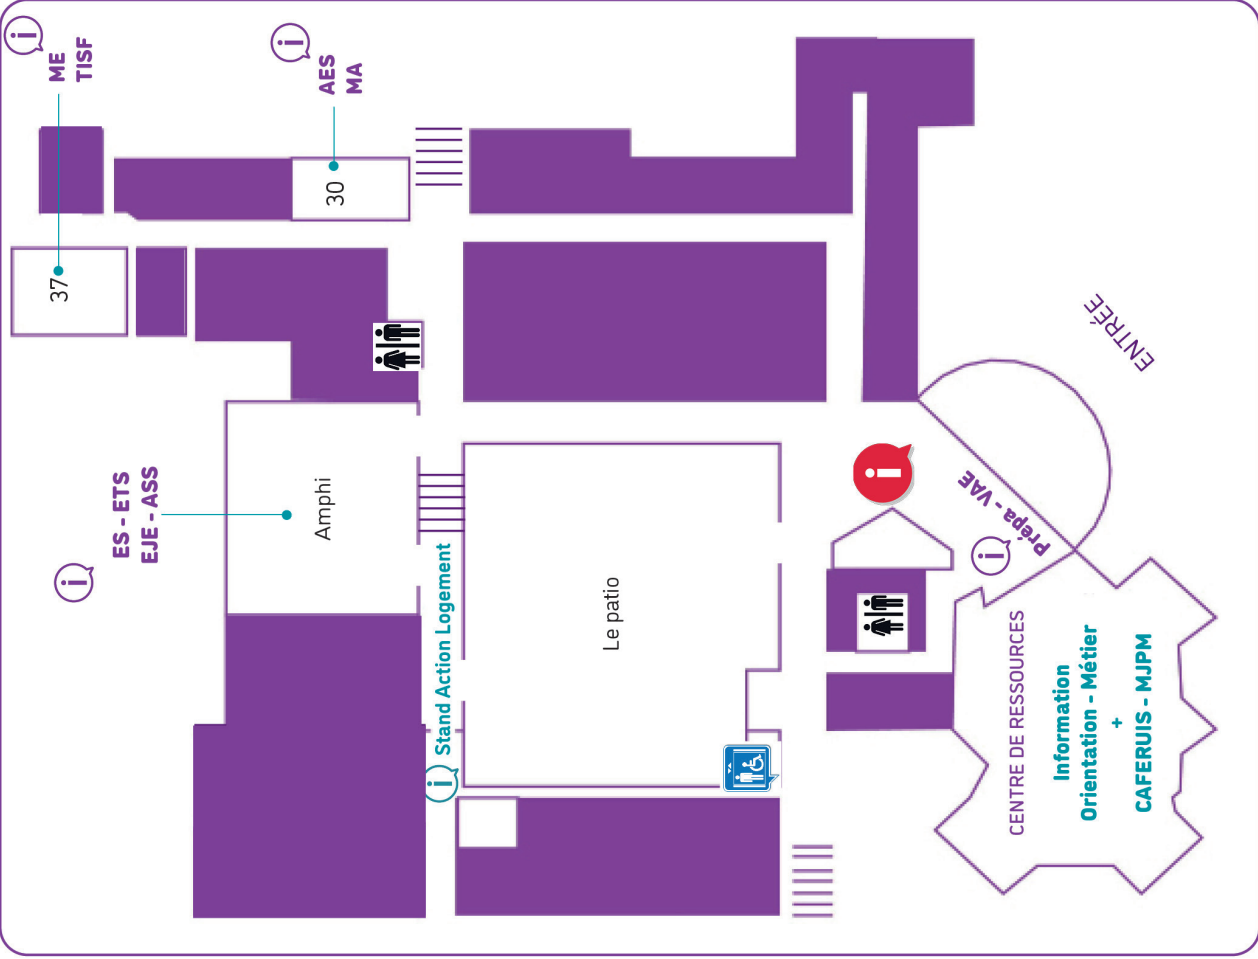 ME
TISF
AES
MA
30
37
ENTRÉE
ES - ETS
EJE - ASS
Amphi
Prépa - VAE
Stand Action Logement
Le patio
CENTRE DE RESSOURCES
Information
Orientation - Métier
+
CAFERUIS - MJPM